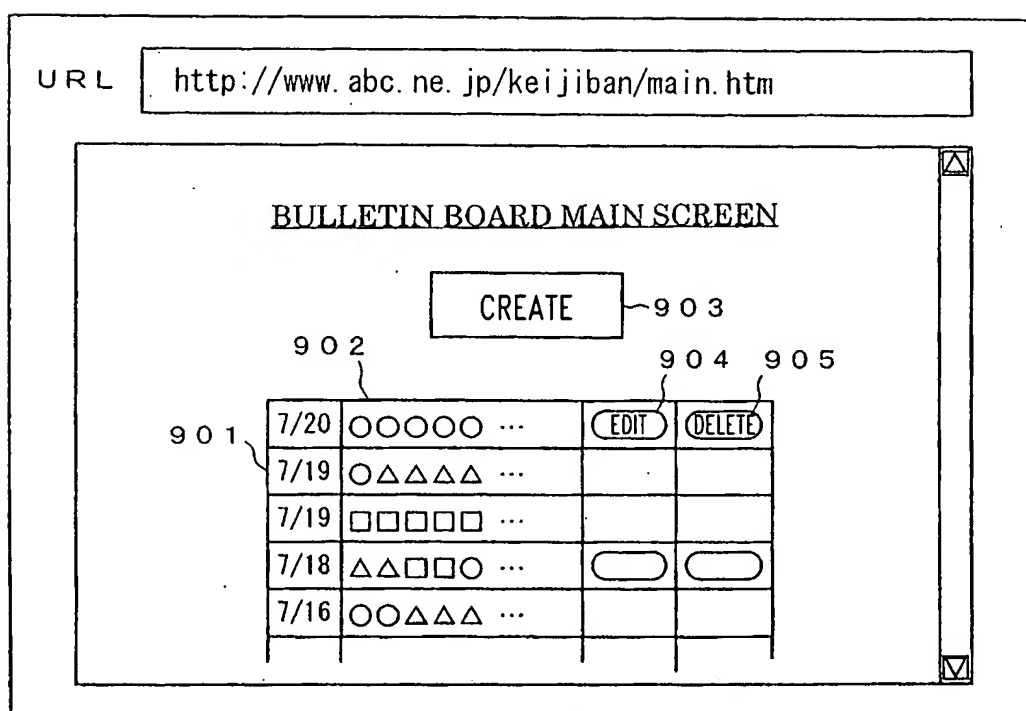 URL http://www.abc.ne.jp/keijiban/main.htm
BULLETIN BOARD MAIN SCREEN
CREATE 903
902 904 905
901
7/20 ○○○○○ … EDIT DELETE
7/19 ○△△△△ …
7/19 □□□□□ …
7/18 △△□□○ …
7/16 ○○△△△ …